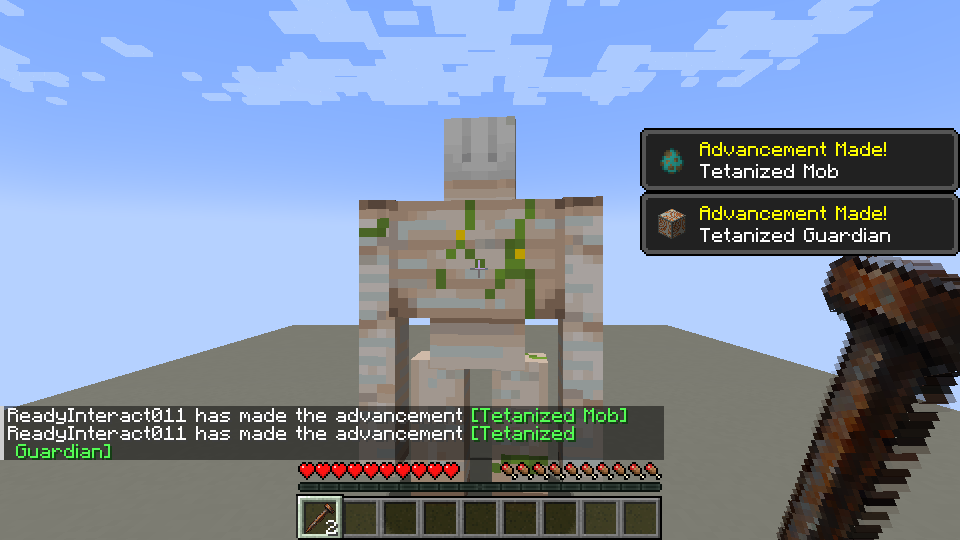 Advancement Made!
Tetanized Mob
Advancement Made!
Tetanized Guardian
ReadyInteract011 has made the advancement [Tetanized Mob]
ReadyInteract011 has made the advancement [Tetanized
Guardian]
2